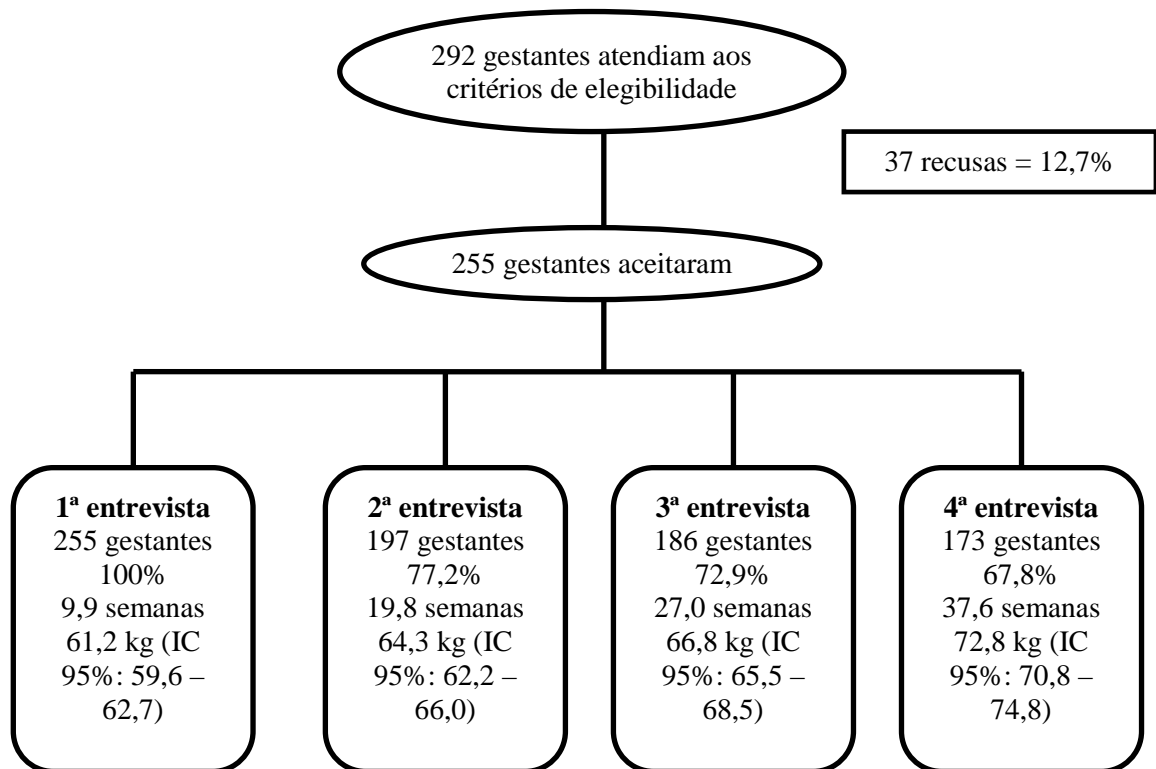 292 gestantes atendiam aos
critérios de elegibilidade
37 recusas = 12,7%
255 gestantes aceitaram
1ª entrevista
255 gestantes
100%
9,9 semanas
61,2 kg (IC
95%: 59,6 –
62,7)
2ª entrevista
197 gestantes
77,2%
19,8 semanas
64,3 kg (IC
95%: 62,2 –
66,0)
3ª entrevista
186 gestantes
72,9%
27,0 semanas
66,8 kg (IC
95%: 65,5 –
68,5)
4ª entrevista
173 gestantes
67,8%
37,6 semanas
72,8 kg (IC
95%: 70,8 –
74,8)